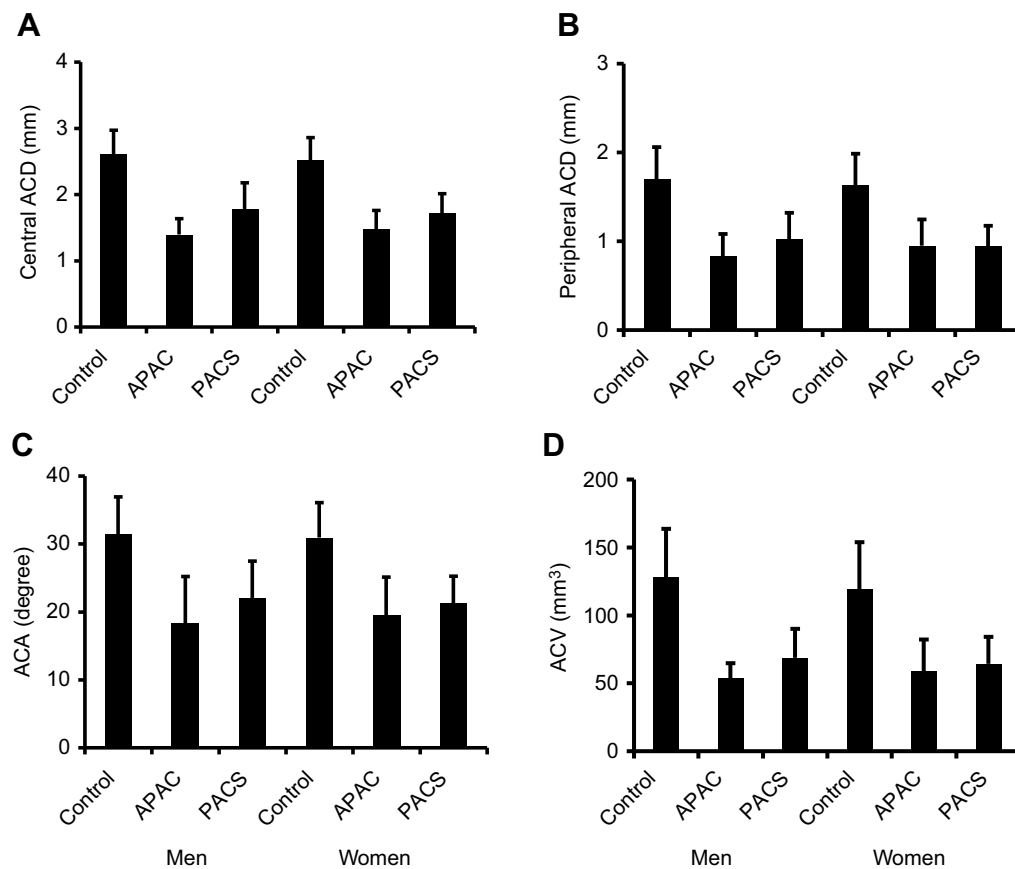 A
Central ACD (mm)
4
3
2
1
0
Control
APAC
PACS
Control
APAC
PACS
B
Peripheral ACD (mm)
3
2
1
0
Control
APAC
PACS
Control
APAC
PACS
C
ACA (degree)
40
30
20
10
0
Control
APAC
PACS
Control
APAC
PACS
Men
Women
D
ACV (mm³)
200
150
100
50
0
Control
APAC
PACS
Control
APAC
PACS
Men
Women